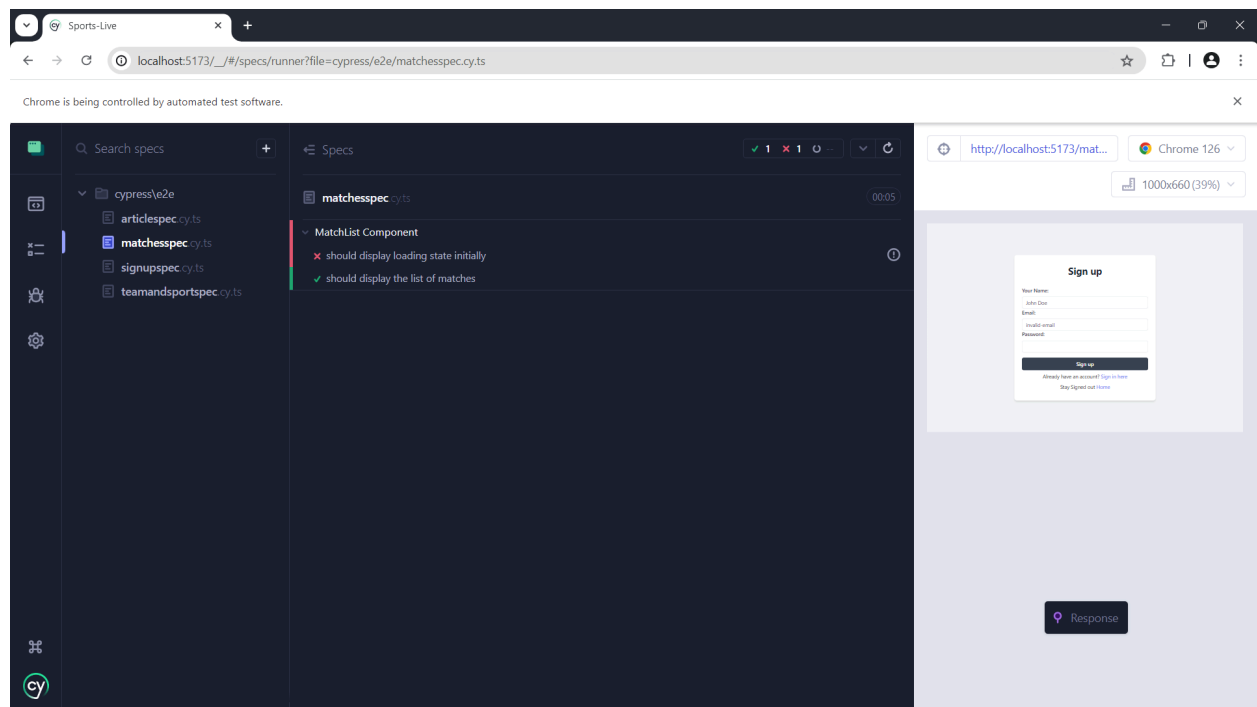 Sports-Live
localhost:5173/__/#/specs/runner?file=cypress/e2e/matchesspec.cy.ts
Chrome is being controlled by automated test software.
Search specs
+
cypress\e2e
articlespec.cy.ts
matchesspec.cy.ts
signupspec.cy.ts
teamandsportspec.cy.ts
cy
Specs
1 1 --
matchesspec.cy.ts
00:05
MatchList Component
should display loading state initially
should display the list of matches
http://localhost:5173/mat...
Chrome 126
1000x660 (39%)
Sign up
Your Name:
John Doe
Email:
invalid-email
Password:
Sign up
Already have an account? Sign in here
Stay Signed out Home
Response